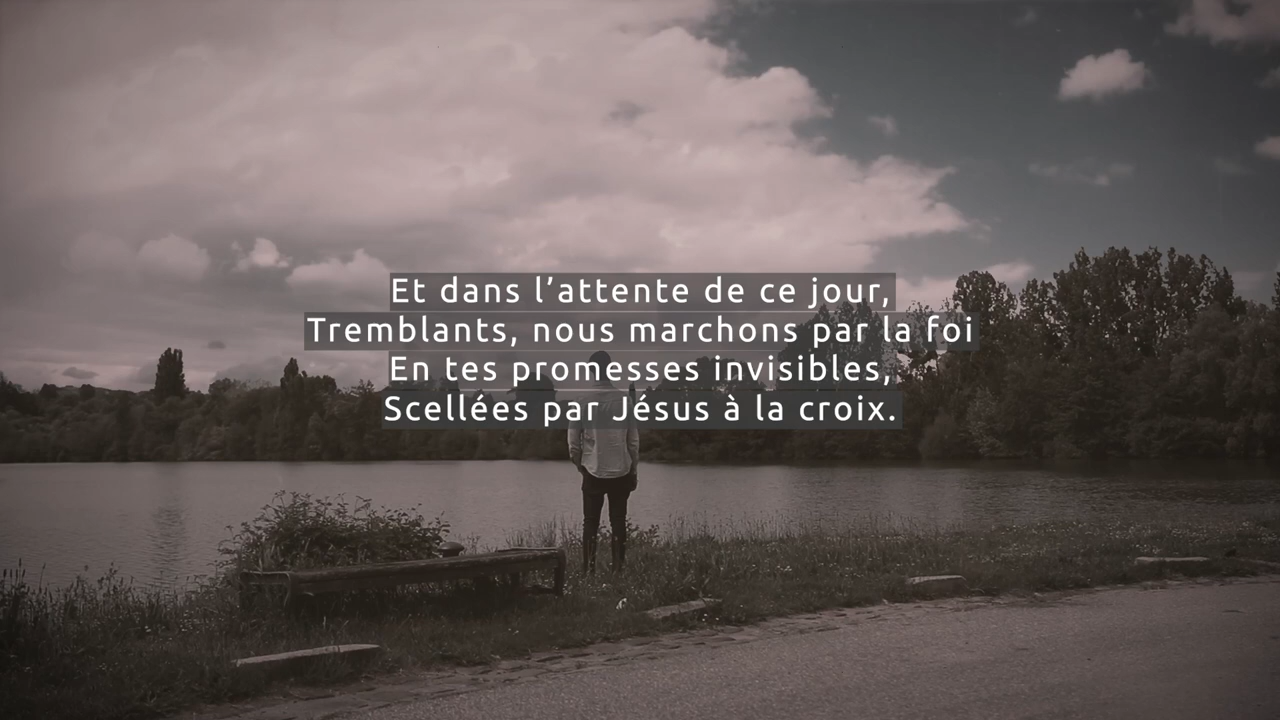 Et dans l’attente de ce jour,
Tremblants, nous marchons par la foi
En tes promesses invisibles,
Scellées par Jésus à la croix.